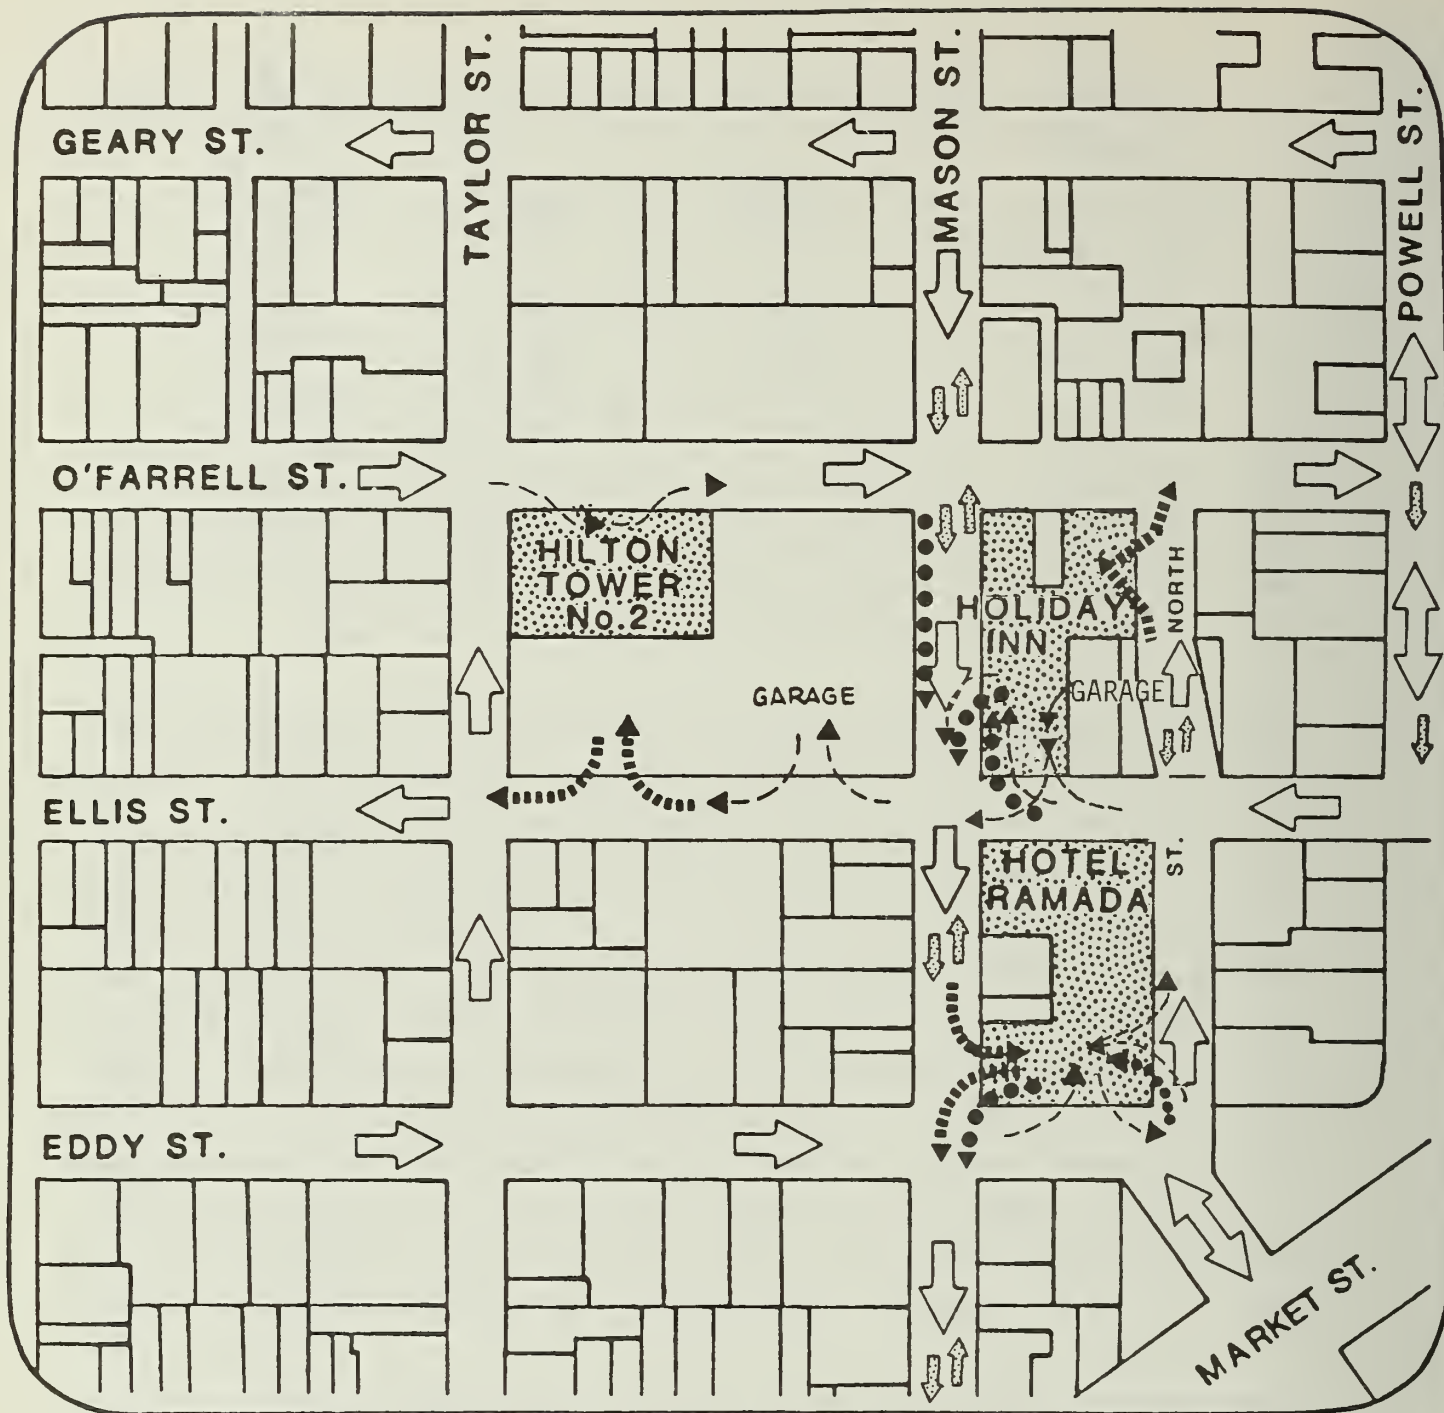 GEARY ST.
TAYLOR ST.
MASON ST.
POWELL ST.
O'FARRELL ST.
HILTON
TOWER
No.2
HOLIDAY
INN
NORTH
GARAGE
GARAGE
ELLIS ST.
HOTEL
RAMADA
ST.
EDDY ST.
MARKET ST.